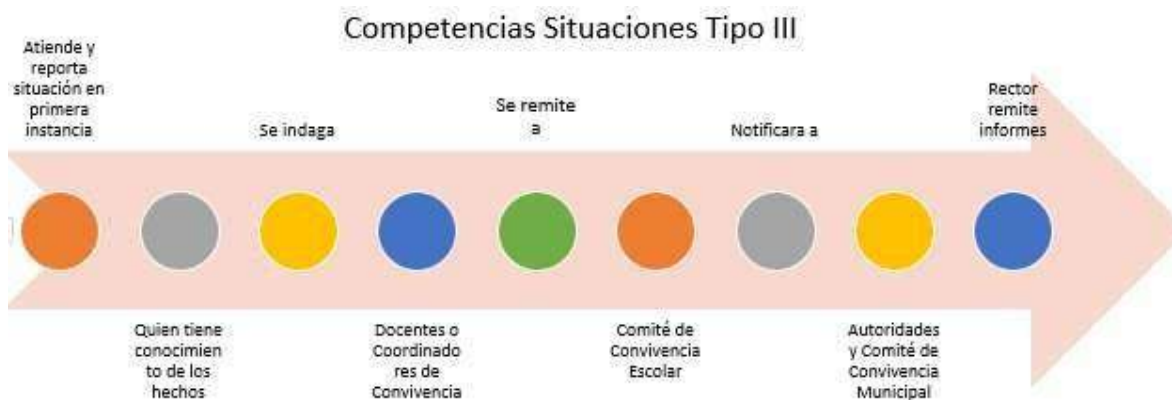 Competencias Situaciones Tipo III
Atiende y
reporta
situación en
primera
instancia
Quien tiene
conocimien
to de los
hechos
Se indaga
Docentes o
Coordinado
res de
Convivencia
Se remite
a
Comité de
Convivencia
Escolar
Notificara a
Autoridades
y Comité de
Convivencia
Municipal
Rector
remite
informes